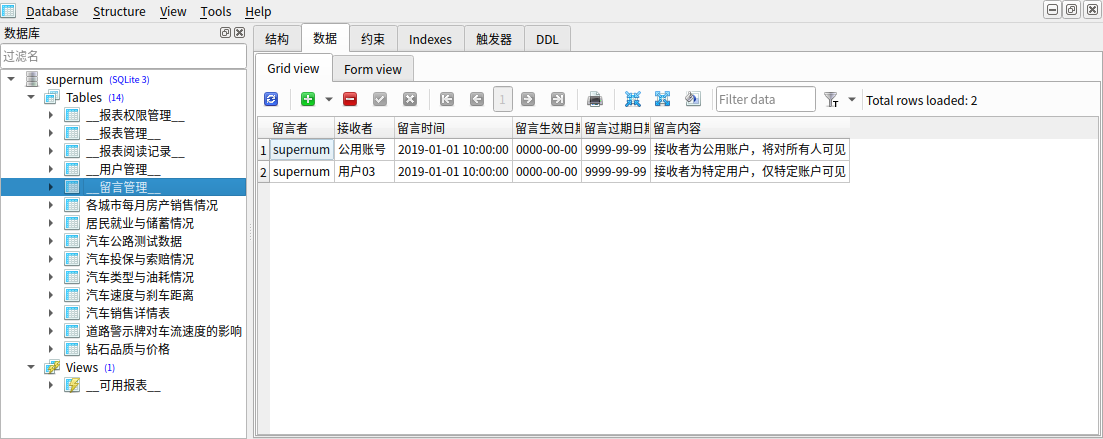 Database Structure View Tools Help
数据库
过滤名
supernum (SQLite 3)
Tables (14)
__报表权限管理__
__报表管理__
__报表阅读记录__
__用户管理__
__留言管理__
各城市每月房产销售情况
居民就业与储蓄情况
汽车公路测试数据
汽车投保与索赔情况
汽车类型与油耗情况
汽车速度与刹车距离
汽车销售详情表
道路警示牌对车流速度的影响
钻石品质与价格
Views (1)
__可用报表__
结构 数据 约束 Indexes 触发器 DDL
Grid view Form view
1 Filter data Total rows loaded: 2
留言者 接收者 留言时间 留言生效日期 留言过期日期 留言内容
1 supernum 公用账号 2019-01-01 10:00:00 0000-00-00 9999-99-99 接收者为公用账户，将对所有人可见
2 supernum 用户03 2019-01-01 10:00:00 0000-00-00 9999-99-99 接收者为特定用户，仅特定账户可见